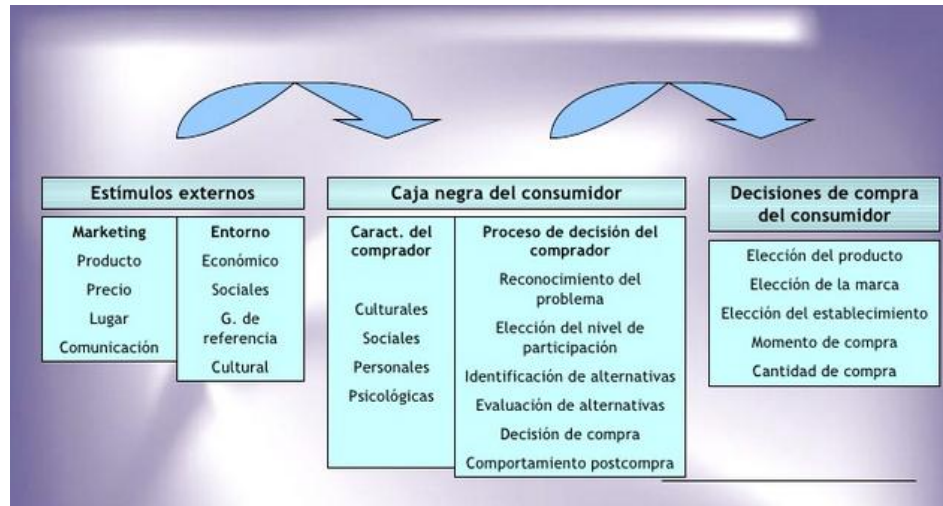 Estímulos externos
Marketing
Producto
Precio
Lugar
Comunicación
Entorno
Económico
Sociales
G. de
referencia
Cultural
Caja negra del consumidor
Caract. del
comprador
Culturales
Sociales
Personales
Psicológicas
Proceso de decisión del
comprador
Reconocimiento del
problema
Elección del nivel de
participación
Identificación de alternativas
Evaluación de alternativas
Decisión de compra
Comportamiento postcompra
Decisiones de compra
del consumidor
Elección del producto
Elección de la marca
Elección del establecimiento
Momento de compra
Cantidad de compra